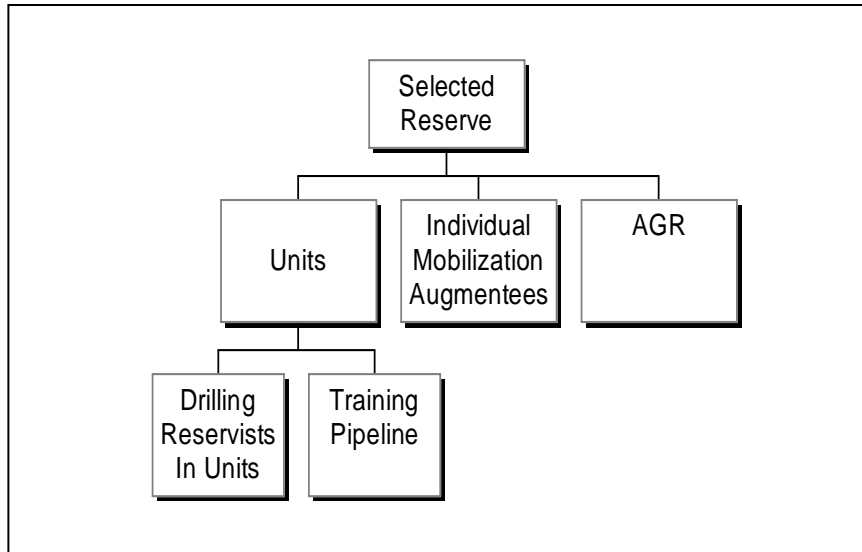 Selected
Reserve
Units
Individual
Mobilization
Augmentees
AGR
Drilling
Reservists
In Units
Training
Pipeline